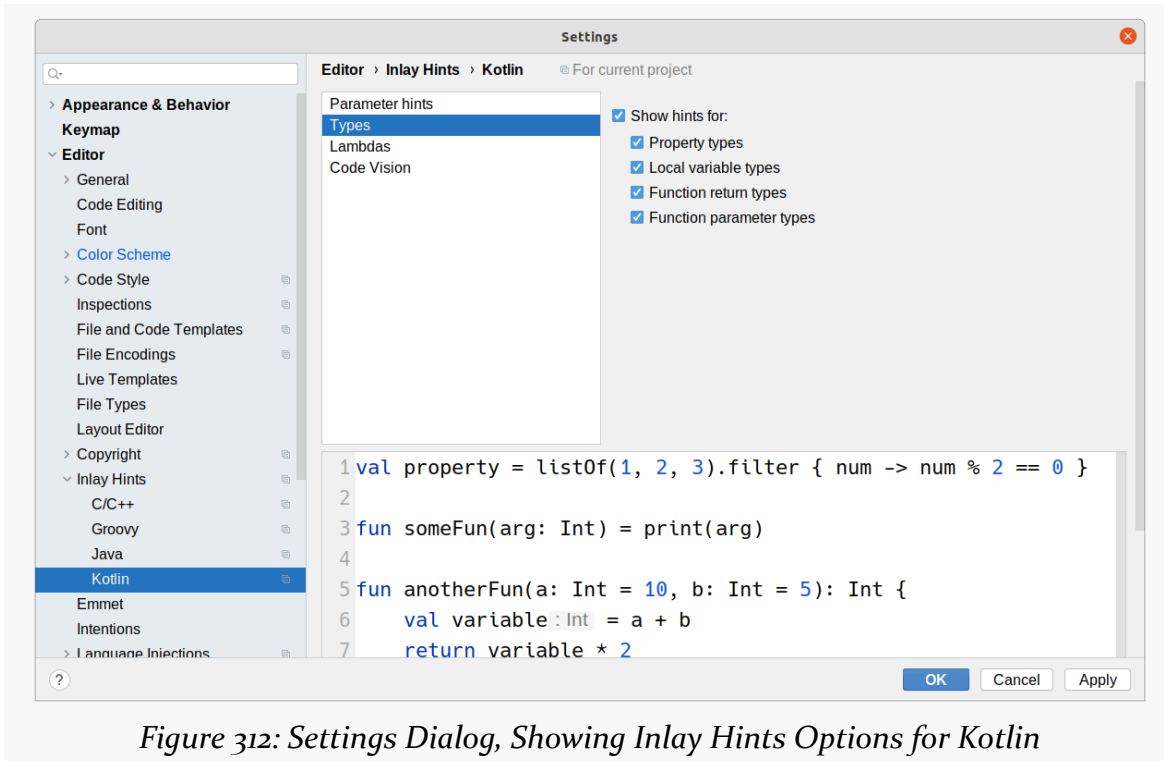 Settings
Editor › Inlay Hints › Kotlin For current project
Appearance & Behavior
Keymap
Editor
General
Code Editing
Font
Color Scheme
Code Style
Inspections
File and Code Templates
File Encodings
Live Templates
File Types
Layout Editor
Copyright
Inlay Hints
C/C++
Groovy
Java
Kotlin
Emmet
Intentions
Language Injections
Parameter hints
Types
Lambdas
Code Vision
Show hints for:
Property types
Local variable types
Function return types
Function parameter types
1 val property = listOf(1, 2, 3).filter { num -> num % 2 == 0 }
2
3 fun someFun(arg: Int) = print(arg)
4
5 fun anotherFun(a: Int = 10, b: Int = 5): Int {
6     val variable : Int = a + b
7     return variable * 2
? OK Cancel Apply
Figure 312: Settings Dialog, Showing Inlay Hints Options for Kotlin